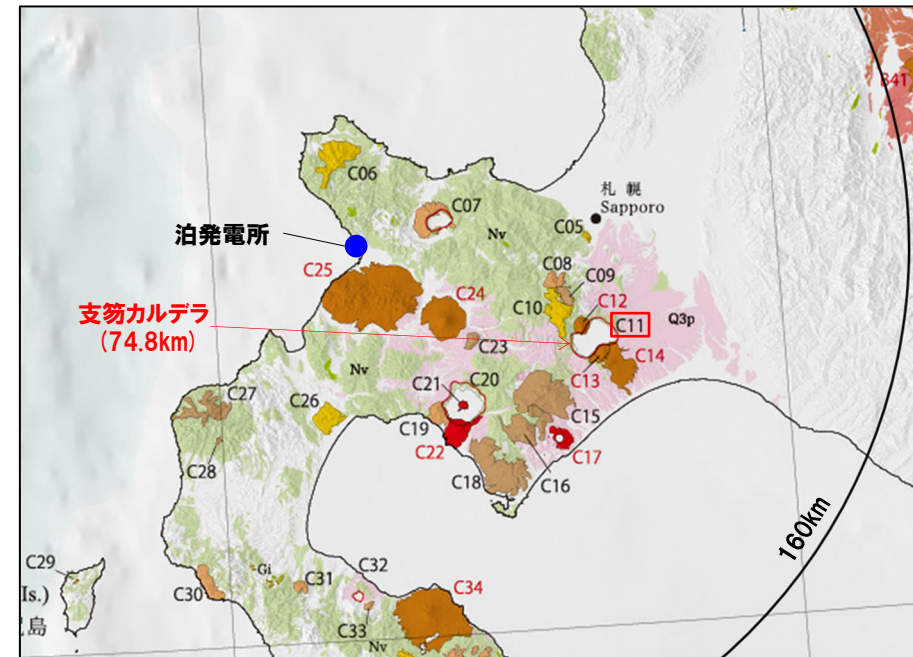 B41
C06
札 幌
Sapporo
C07
C05
Nv
泊発電所
C25
C08
C09
C24
C10
C12
支笏カルデラ
(74.8km)
C11
Q3p
C23
C14
C13
Nv
C21
C20
C27
C26
C15
C19
C22
C17
C28
C18
C16
160km
C29
Gi
C31
C32
Is.)
C30
C34
島
C33
Nv